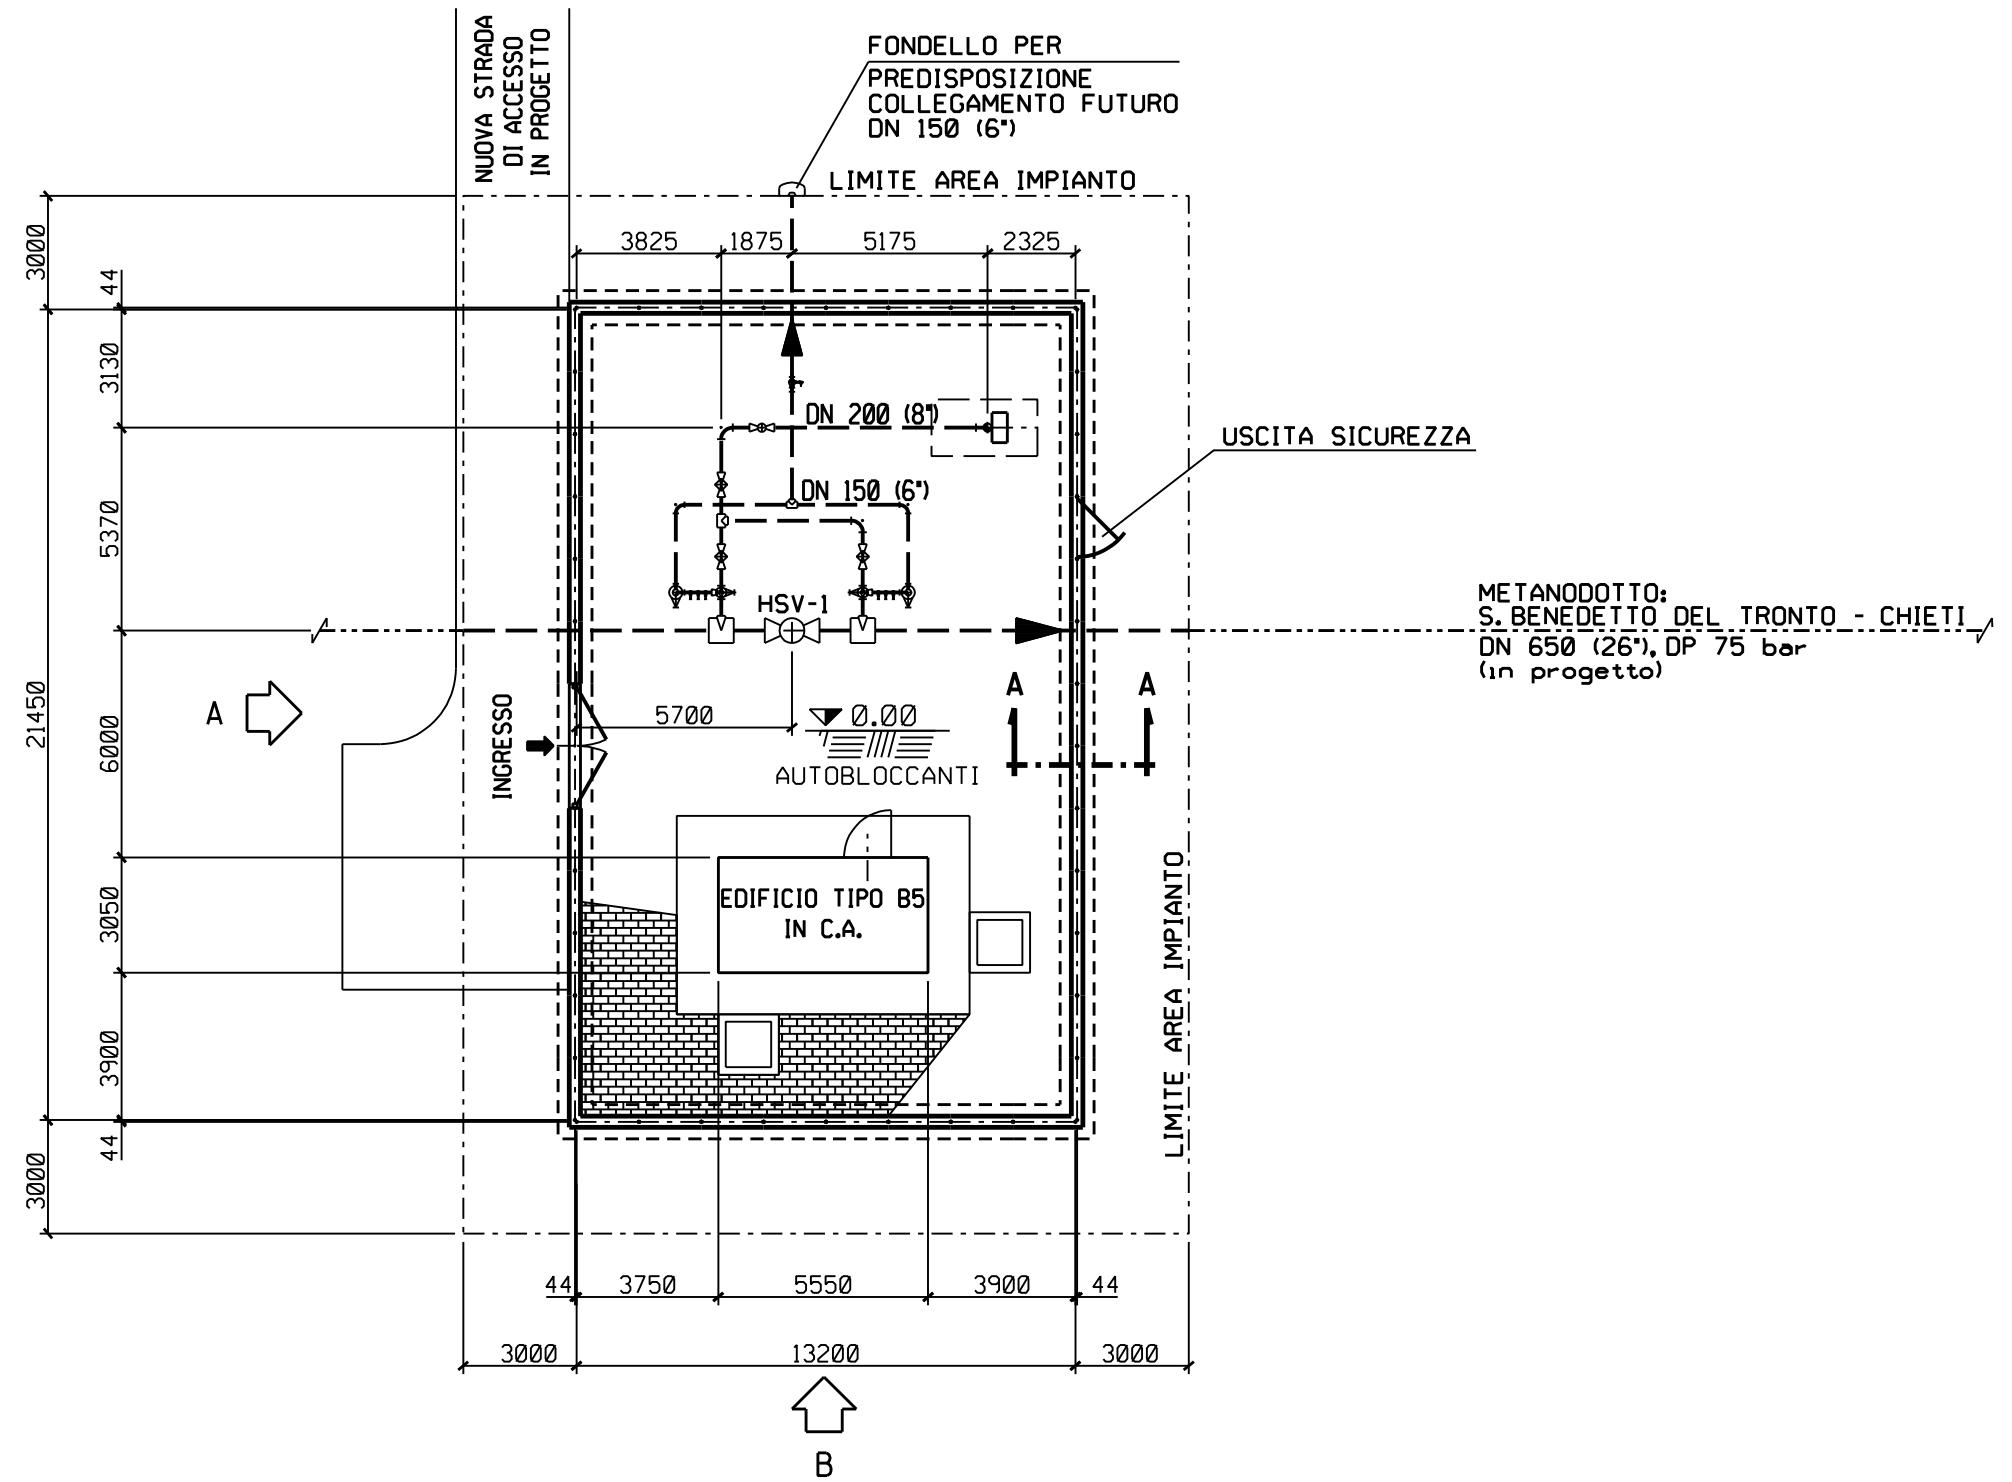 NUOVA STRADA
DI ACCESSO
IN PROGETTO
FONDELLO PER
PREDISPOSIZIONE
COLLEGAMENTO FUTURO
DN 150 (6")
LIMITE AREA IMPIANTO
3825
1875
5175
2325
3000
44
3130
5370
21450
6000
3050
3900
44
3000
DN 200 (8")
DN 150 (6")
HSV-1
USCITA SICUREZZA
METANODOTTO:
S. BENEDETTO DEL TRONTO - CHIETI
DN 650 (26"), DP 75 bar
(in progetto)
A
A
A
INGRESSO
5700
0.00
AUTOBLOCCANTI
EDIFICIO TIPO B5
IN C.A.
LIMITE AREA IMPIANTO
44
3750
5550
3900
44
3000
13200
3000
B